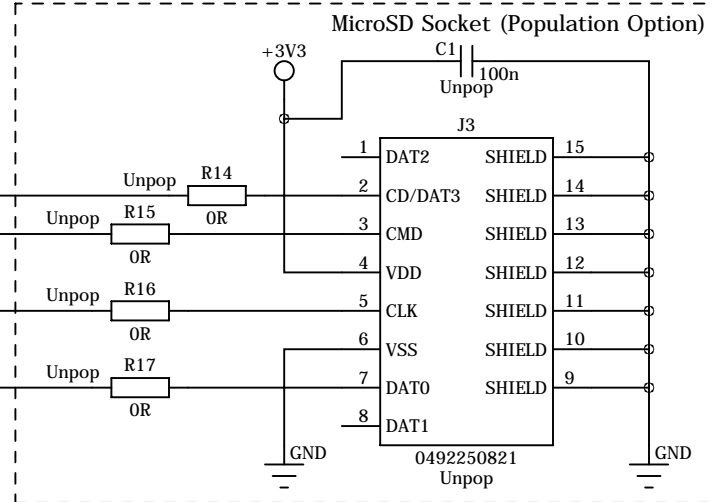 MicroSD Socket (Population Option)
+3V3
C1
100n
Unpop
J3
1 DAT2 SHIELD 15
Unpop R14 2 CD/DAT3 SHIELD 14
0R
Unpop R15 3 CMD SHIELD 13
0R
4 VDD SHIELD 12
Unpop R16 5 CLK SHIELD 11
0R
6 VSS SHIELD 10
Unpop R17 7 DAT0 SHIELD 9
0R
8 DAT1
GND 0492250821 GND
Unpop